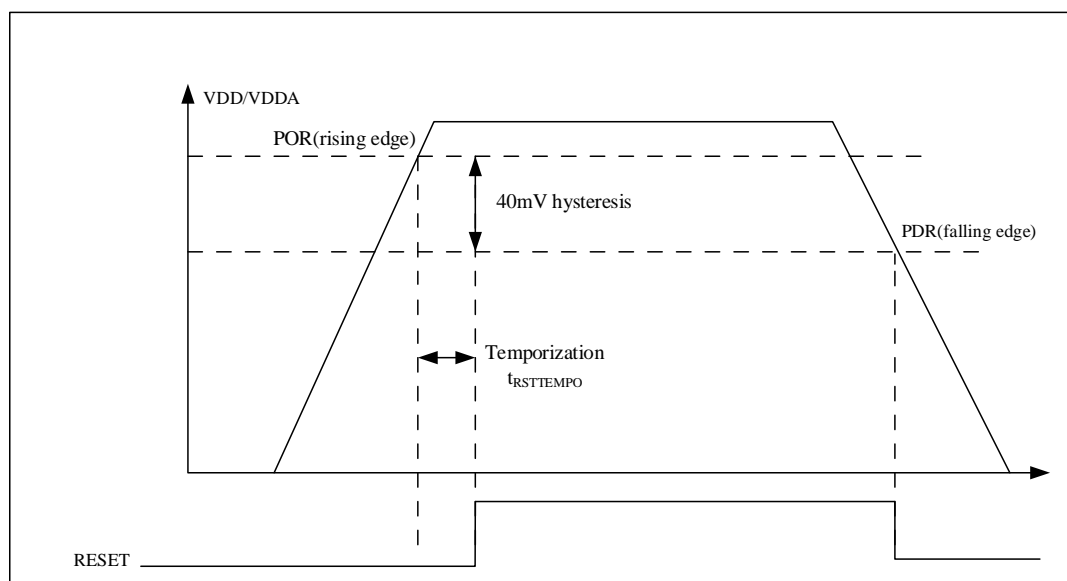 VDD/VDDA
POR(rising edge)
40mV hysteresis
PDR(falling edge)
Temporization
tRSTTEMPO
RESET